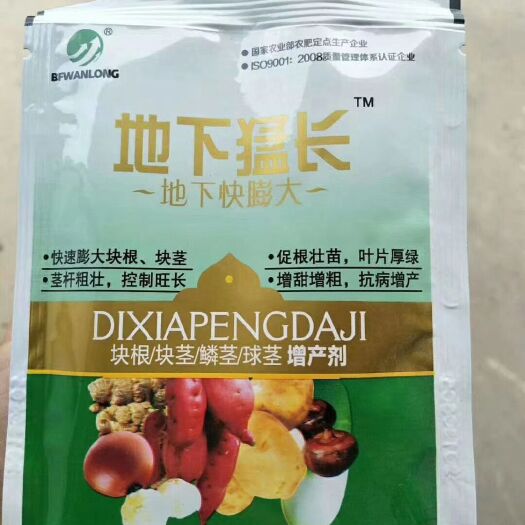 ®
BFWANLONG
● 国家农业部农肥定点生产企业
● ISO9001：2008质量管理体系认证企业
地下猛长™
~地下快膨大~
·快速膨大块根、块茎
·茎杆粗壮，控制旺长
·促根壮苗，叶片厚绿
·增甜增粗，抗病增产
DIXIAPENGDAJI
块根/块茎/鳞茎/球茎 增产剂